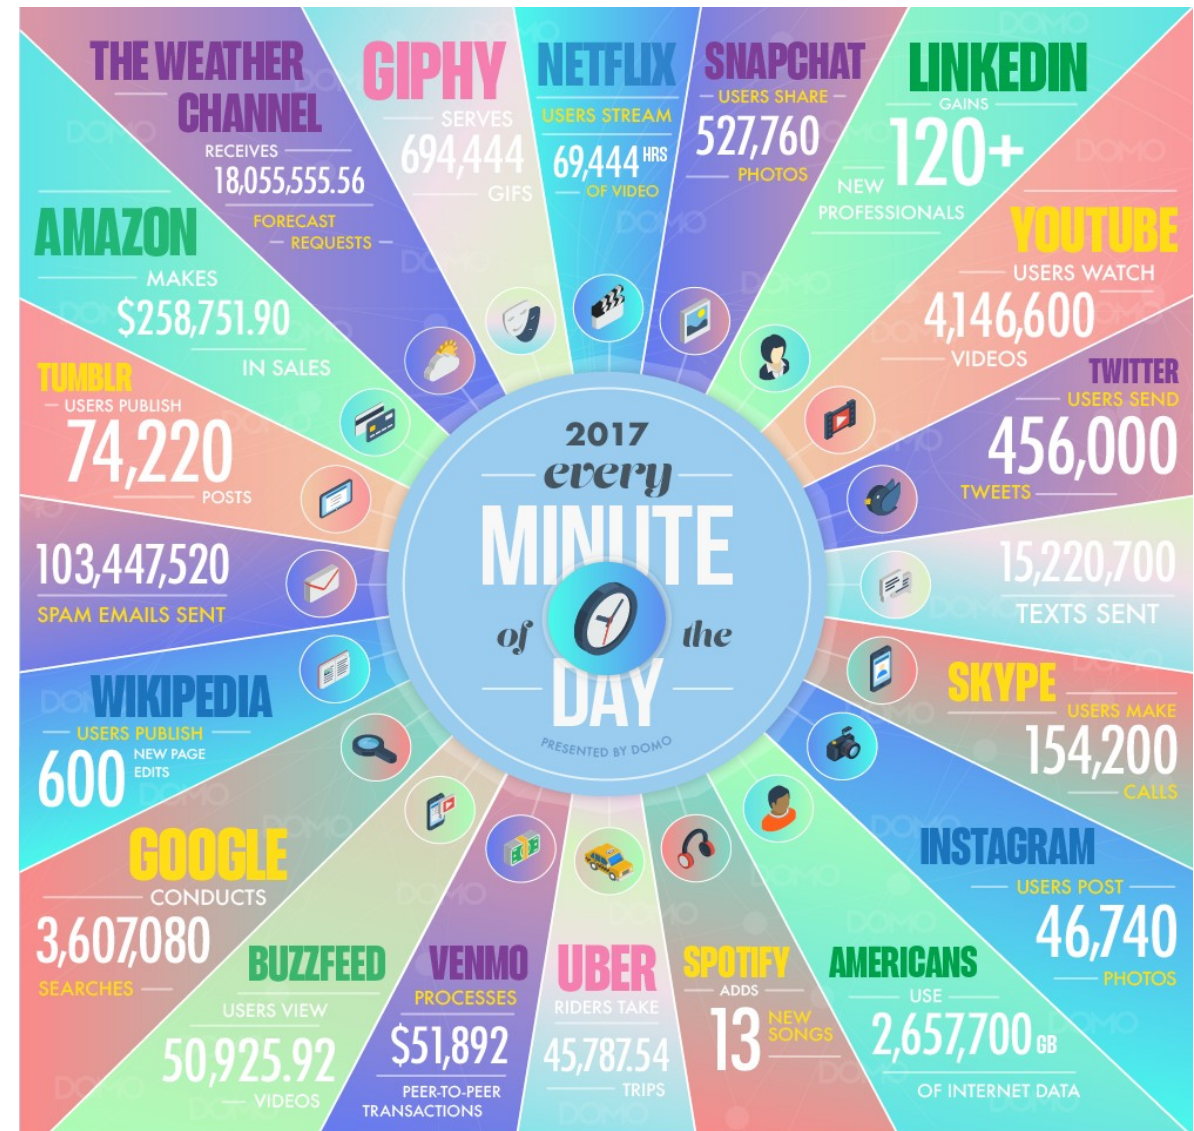 THE WEATHER
CHANNEL
RECEIVES
18,055,555.56
FORECAST
REQUESTS
GIPHY
SERVES
694,444
GIFS
NETFLIX
USERS STREAM
69,444 HRS
OF VIDEO
SNAPCHAT
USERS SHARE
527,760
PHOTOS
LINKEDIN
GAINS
120+
NEW
PROFESSIONALS
YOUTUBE
USERS WATCH
4,146,600
VIDEOS
TWITTER
USERS SEND
456,000
TWEETS
15,220,700
TEXTS SENT
SKYPE
USERS MAKE
154,200
CALLS
INSTAGRAM
USERS POST
46,740
PHOTOS
AMERICANS
USE
2,657,700 GB
OF INTERNET DATA
SPOTIFY
ADDS
13 NEW
SONGS
UBER
RIDERS TAKE
45,787.54
TRIPS
VENMO
PROCESSES
$51,892
PEER-TO-PEER
TRANSACTIONS
BUZZFEED
USERS VIEW
50,925.92
VIDEOS
GOOGLE
CONDUCTS
3,607,080
SEARCHES
WIKIPEDIA
USERS PUBLISH
600 NEW PAGE
EDITS
103,447,520
SPAM EMAILS SENT
TUMBLR
USERS PUBLISH
74,220
POSTS
AMAZON
MAKES
$258,751.90
IN SALES
2017
every
MINUTE
of the
DAY
PRESENTED BY DOMO